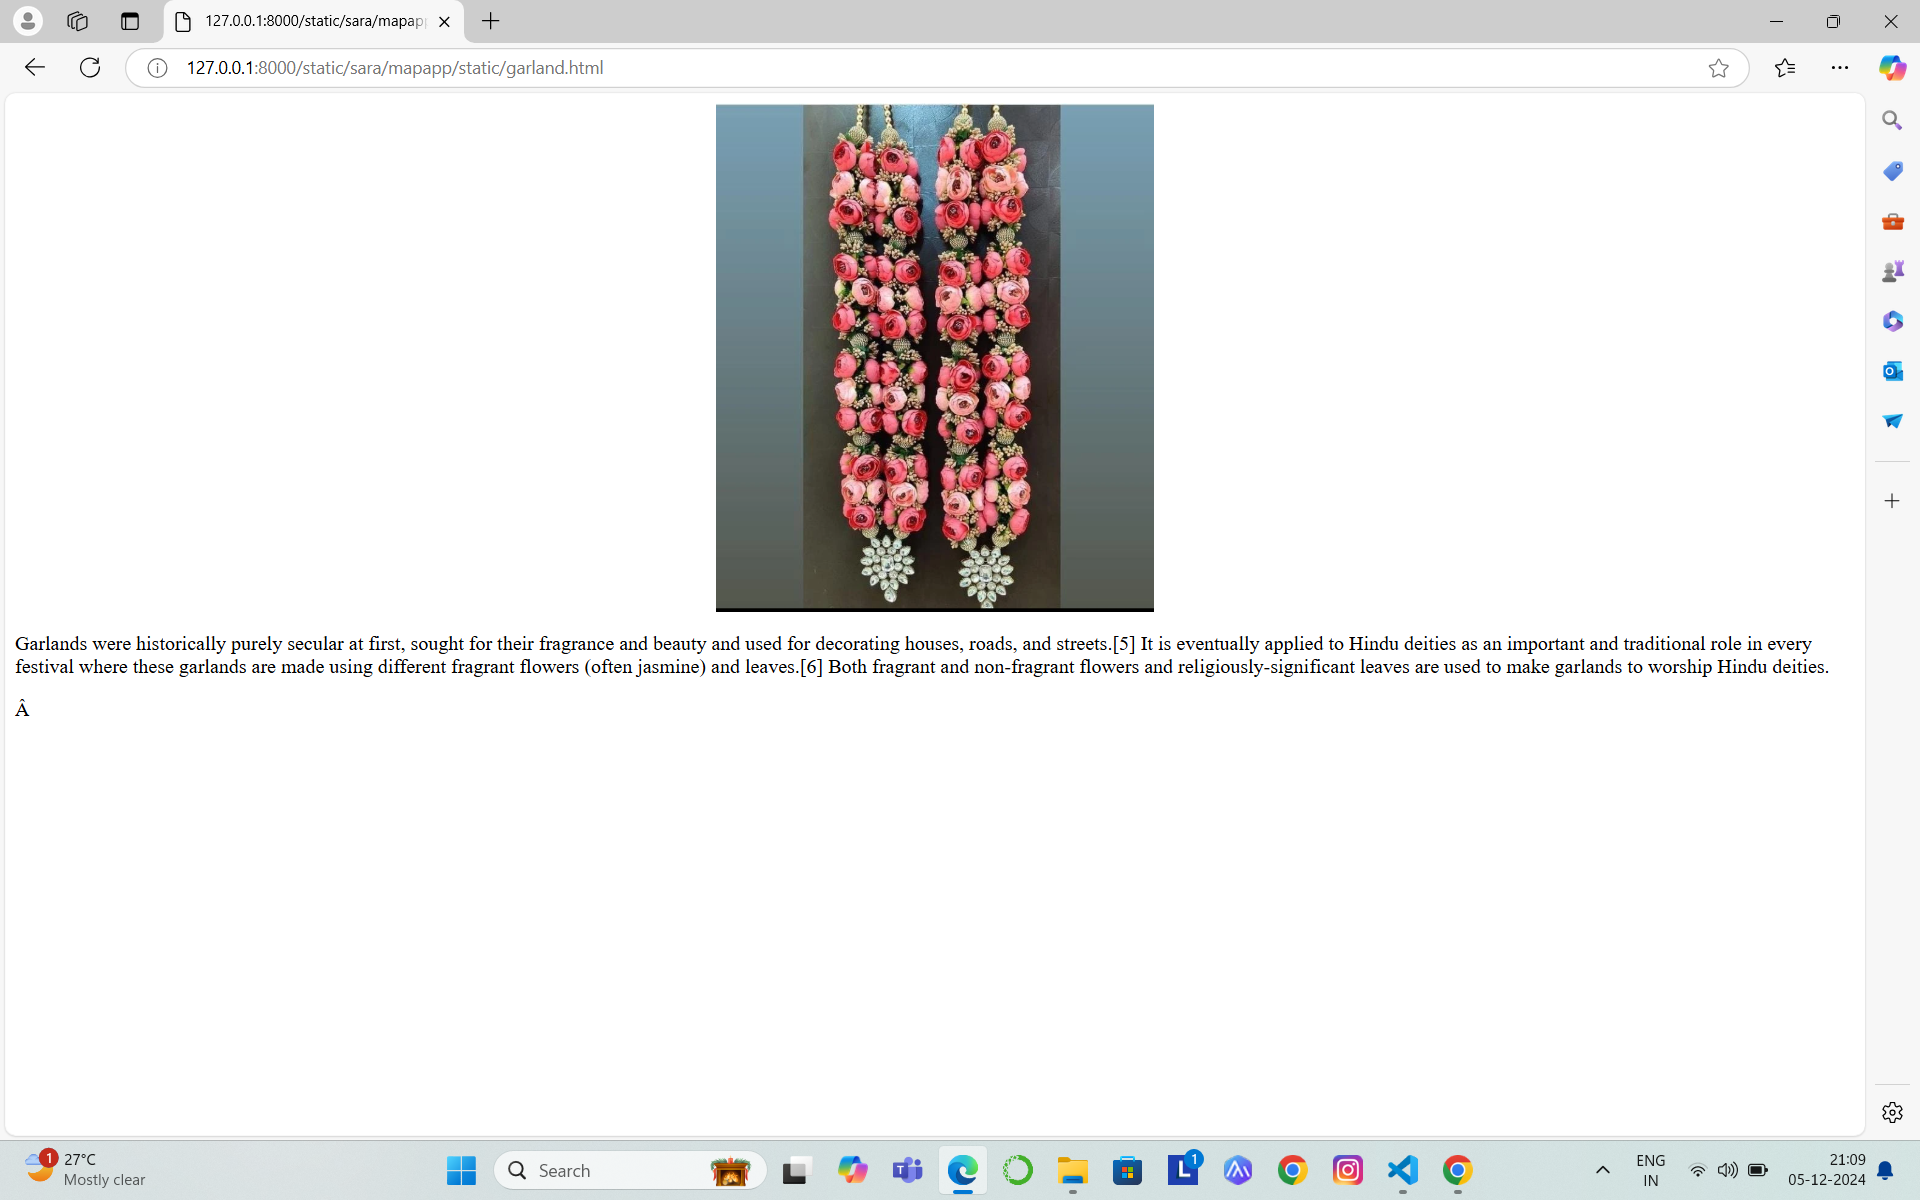 127.0.0.1:8000/static/sara/mapapp
127.0.0.1:8000/static/sara/mapapp/static/garland.html
Garlands were historically purely secular at first, sought for their fragrance and beauty and used for decorating houses, roads, and streets.[5] It is eventually applied to Hindu deities as an important and traditional role in every
festival where these garlands are made using different fragrant flowers (often jasmine) and leaves.[6] Both fragrant and non-fragrant flowers and religiously-significant leaves are used to make garlands to worship Hindu deities.
Â
1
27°C
Mostly clear
Search
1
ENG
IN
21:09
05-12-2024